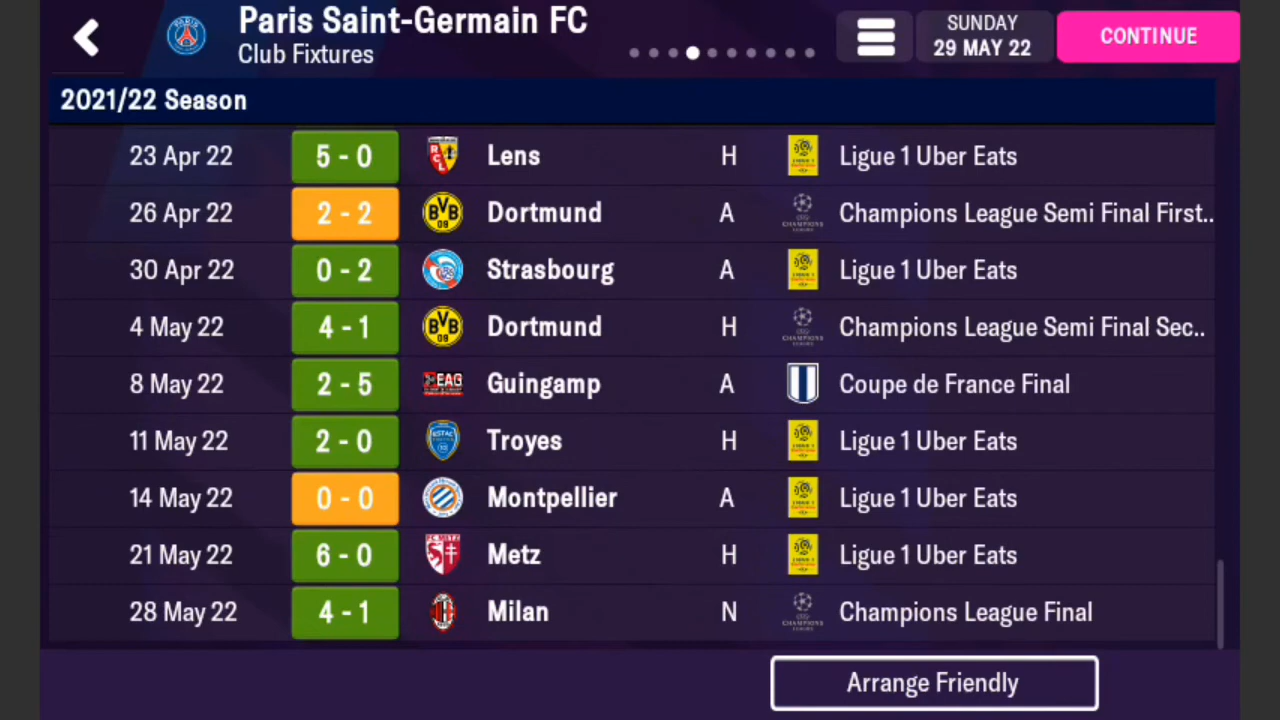 Paris Saint-Germain FC
Club Fixtures
SUNDAY
29 MAY 22
CONTINUE
2021/22 Season
23 Apr 22 5 - 0 Lens H Ligue 1 Uber Eats
26 Apr 22 2 - 2 Dortmund A Champions League Semi Final First..
30 Apr 22 0 - 2 Strasbourg A Ligue 1 Uber Eats
4 May 22 4 - 1 Dortmund H Champions League Semi Final Sec..
8 May 22 2 - 5 Guingamp A Coupe de France Final
11 May 22 2 - 0 Troyes H Ligue 1 Uber Eats
14 May 22 0 - 0 Montpellier A Ligue 1 Uber Eats
21 May 22 6 - 0 Metz H Ligue 1 Uber Eats
28 May 22 4 - 1 Milan N Champions League Final
Arrange Friendly